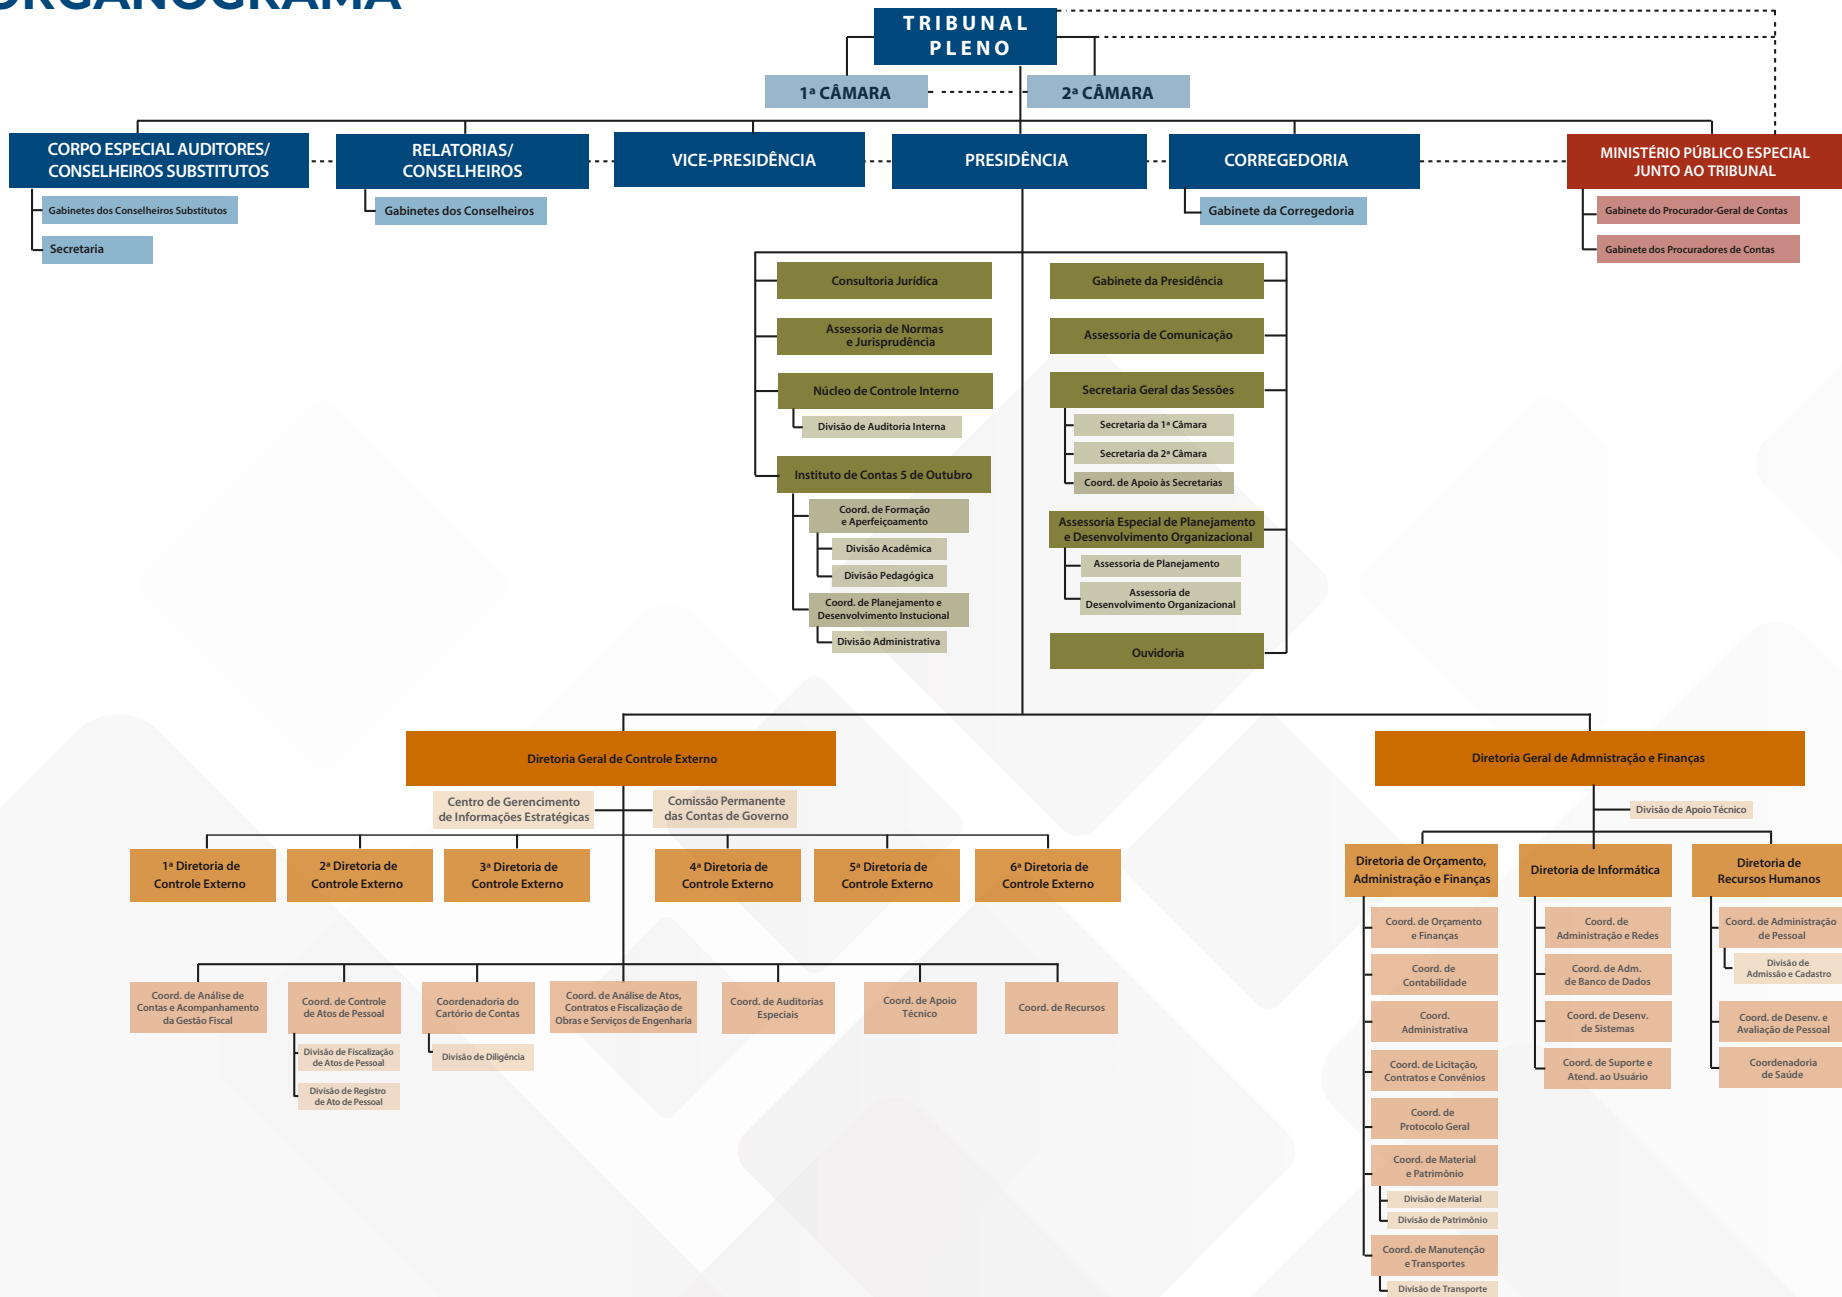 ORGANOGRAMA
TRIBUNAL
PLENO
1ª CÂMARA
2ª CÂMARA
CORPO ESPECIAL AUDITORES/
CONSELHEIROS SUBSTITUTOS
RELATORIAS/
CONSELHEIROS
VICE-PRESIDÊNCIA
PRESIDÊNCIA
CORREGEDORIA
MINISTÉRIO PÚBLICO ESPECIAL
JUNTO AO TRIBUNAL
Gabinetes dos Conselheiros Substitutos
Secretaria
Gabinetes dos Conselheiros
Gabinete da Corregedoria
Gabinete do Procurador-Geral de Contas
Gabinete dos Procuradores de Contas
Consultoria Jurídica
Assessoria de Normas
e Jurisprudência
Núcleo de Controle Interno
Divisão de Auditoria Interna
Instituto de Contas 5 de Outubro
Coord. de Formação
e Aperfeiçoamento
Divisão Acadêmica
Divisão Pedagógica
Coord. de Planejamento e
Desenvolvimento Instucional
Divisão Administrativa
Gabinete da Presidência
Assessoria de Comunicação
Secretaria Geral das Sessões
Secretaria da 1ª Câmara
Secretaria da 2ª Câmara
Coord. de Apoio às Secretarias
Assessoria Especial de Planejamento
e Desenvolvimento Organizacional
Assessoria de Planejamento
Assessoria de
Desenvolvimento Organizacional
Ouvidoria
Diretoria Geral de Controle Externo
Centro de Gerencimento
de Informações Estratégicas
Comissão Permanente
das Contas de Governo
1ª Diretoria de
Controle Externo
2ª Diretoria de
Controle Externo
3ª Diretoria de
Controle Externo
4ª Diretoria de
Controle Externo
5ª Diretoria de
Controle Externo
6ª Diretoria de
Controle Externo
Coord. de Análise de
Contas e Acompanhamento
da Gestão Fiscal
Coord. de Controle
de Atos de Pessoal
Divisão de Fiscalização
de Atos de Pessoal
Divisão de Registro
de Ato de Pessoal
Coordenadoria do
Cartório de Contas
Divisão de Diligência
Coord. de Análise de Atos,
Contratos e Fiscalização de
Obras e Serviços de Engenharia
Coord. de Auditorias
Especiais
Coord. de Apoio
Técnico
Coord. de Recursos
Diretoria Geral de Admnistração e Finanças
Divisão de Apoio Técnico
Diretoria de Orçamento,
Administração e Finanças
Coord. de Orçamento
e Finanças
Coord. de
Contabilidade
Coord.
Administrativa
Coord. de Licitação,
Contratos e Convênios
Coord. de
Protocolo Geral
Coord. de Material
e Patrimônio
Divisão de Material
Divisão de Patrimônio
Coord. de Manutenção
e Transportes
Divisão de Transporte
Diretoria de Informática
Coord. de
Administração e Redes
Coord. de Adm.
de Banco de Dados
Coord. de Desenv.
de Sistemas
Coord. de Suporte e
Atend. ao Usuário
Diretoria de
Recursos Humanos
Coord. de Administração
de Pessoal
Divisão de
Admissão e Cadastro
Coord. de Desenv. e
Avaliação de Pessoal
Coordenadoria
de Saúde